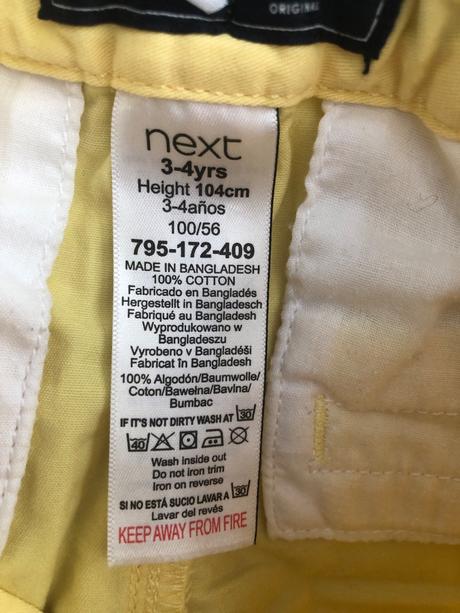 ORIGINAL
next
3-4yrs
Height 104cm
3-4años
100/56
795-172-409
MADE IN BANGLADESH
100% COTTON
Fabricado en Bangladés
Hergestellt in Bangladesch
Fabriqué au Bangladesh
Wyprodukowano w
Bangladeszu
Vyrobeno v Bangladéši
Fabricat în Bangladesh
100% Algodón/Baumwolle/
Coton/Bawełna/Bavlna/
Bumbac
IF IT'S NOT DIRTY WASH AT 30
40
Wash inside out
Do not iron trim
Iron on reverse
SI NO ESTÁ SUCIO LAVAR A 30
Lavar del revés
KEEP AWAY FROM FIRE